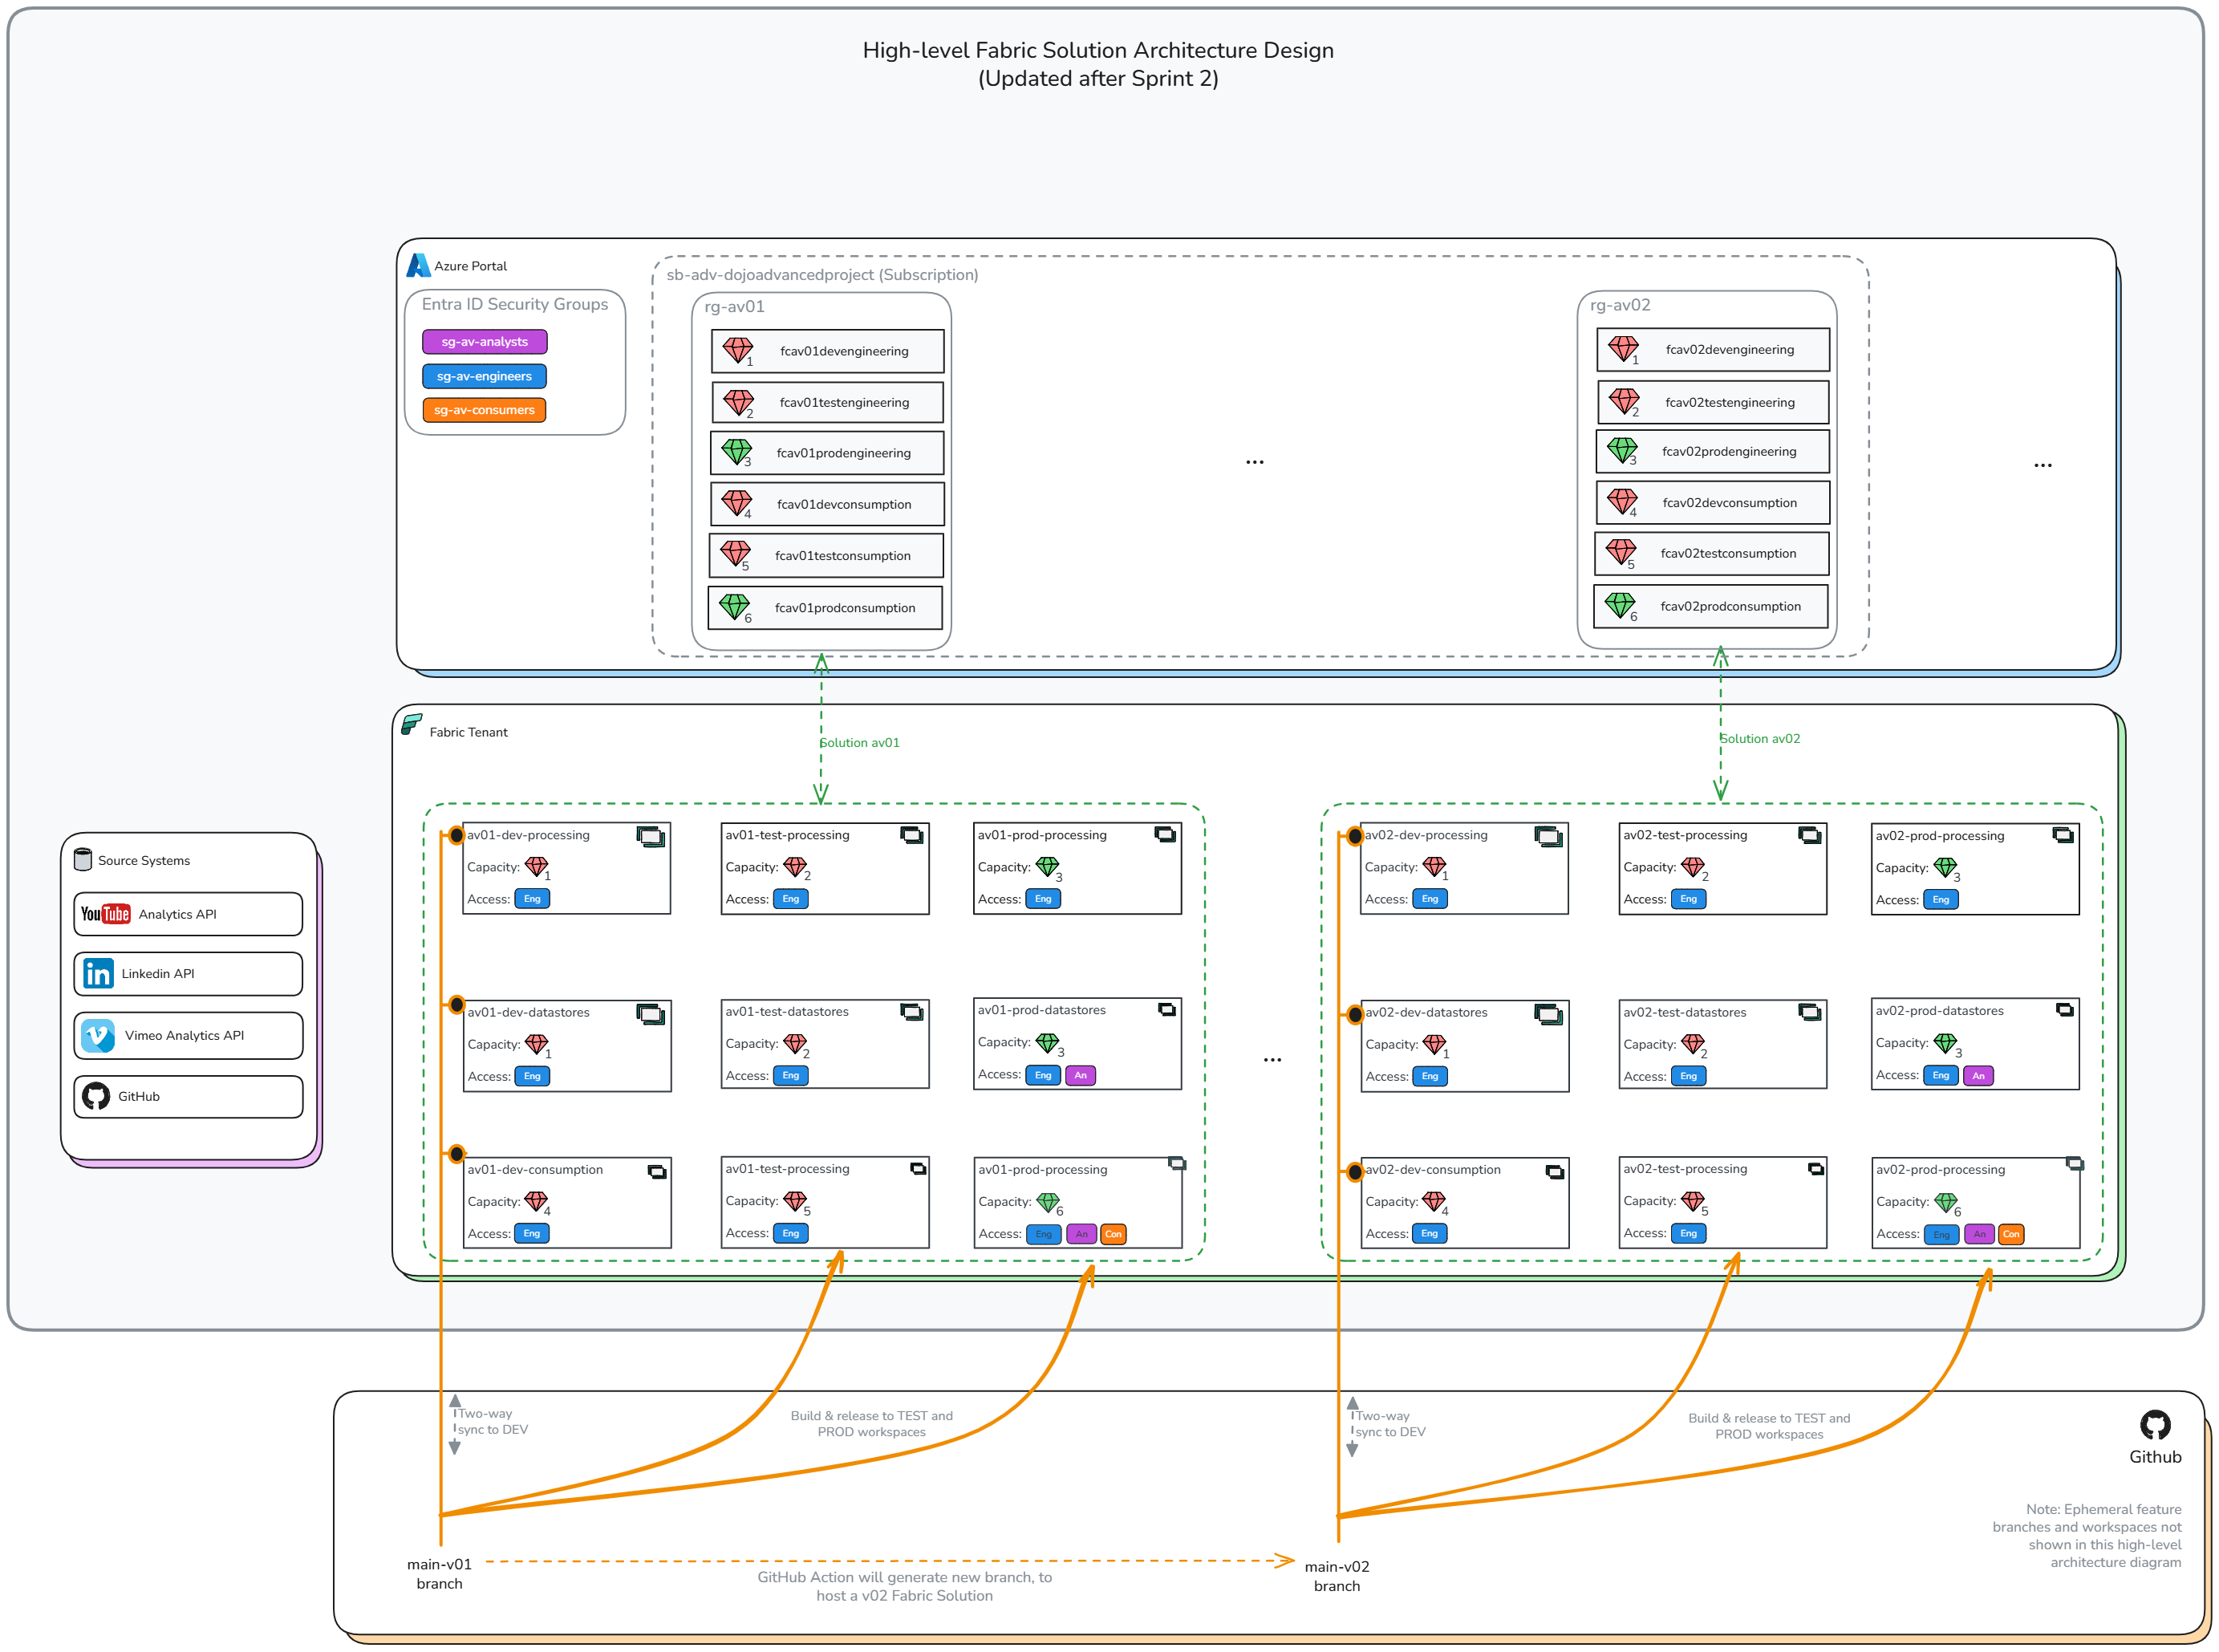 High-level Fabric Solution Architecture Design
(Updated after Sprint 2)
Azure Portal
Entra ID Security Groups
sg-av-analysts
sg-av-engineers
sg-av-consumers
sb-adv-dojoadvancedproject (Subscription)
rg-av01
1 fcav01devengineering
2 fcav01testengineering
3 fcav01prodengineering
4 fcav01devconsumption
5 fcav01testconsumption
6 fcav01prodconsumption
...
rg-av02
1 fcav02devengineering
2 fcav02testengineering
3 fcav02prodengineering
4 fcav02devconsumption
5 fcav02testconsumption
6 fcav02prodconsumption
...
Solution av01
Solution av02
Fabric Tenant
av01-dev-processing
Capacity: 1
Access: Eng
av01-test-processing
Capacity: 2
Access: Eng
av01-prod-processing
Capacity: 3
Access: Eng
av01-dev-datastores
Capacity: 1
Access: Eng
av01-test-datastores
Capacity: 2
Access: Eng
av01-prod-datastores
Capacity: 3
Access: Eng An
av01-dev-consumption
Capacity: 4
Access: Eng
av01-test-processing
Capacity: 5
Access: Eng
av01-prod-processing
Capacity: 6
Access: Eng An Con
...
av02-dev-processing
Capacity: 1
Access: Eng
av02-test-processing
Capacity: 2
Access: Eng
av02-prod-processing
Capacity: 3
Access: Eng
av02-dev-datastores
Capacity: 1
Access: Eng
av02-test-datastores
Capacity: 2
Access: Eng
av02-prod-datastores
Capacity: 3
Access: Eng An
av02-dev-consumption
Capacity: 4
Access: Eng
av02-test-processing
Capacity: 5
Access: Eng
av02-prod-processing
Capacity: 6
Access: Eng An Con
Source Systems
YouTube Analytics API
in Linkedin API
Vimeo Analytics API
GitHub
Two-way
sync to DEV
Build & release to TEST and
PROD workspaces
Two-way
sync to DEV
Build & release to TEST and
PROD workspaces
Github
Note: Ephemeral feature
branches and workspaces not
shown in this high-level
architecture diagram
main-v01
branch
GitHub Action will generate new branch, to
host a v02 Fabric Solution
main-v02
branch